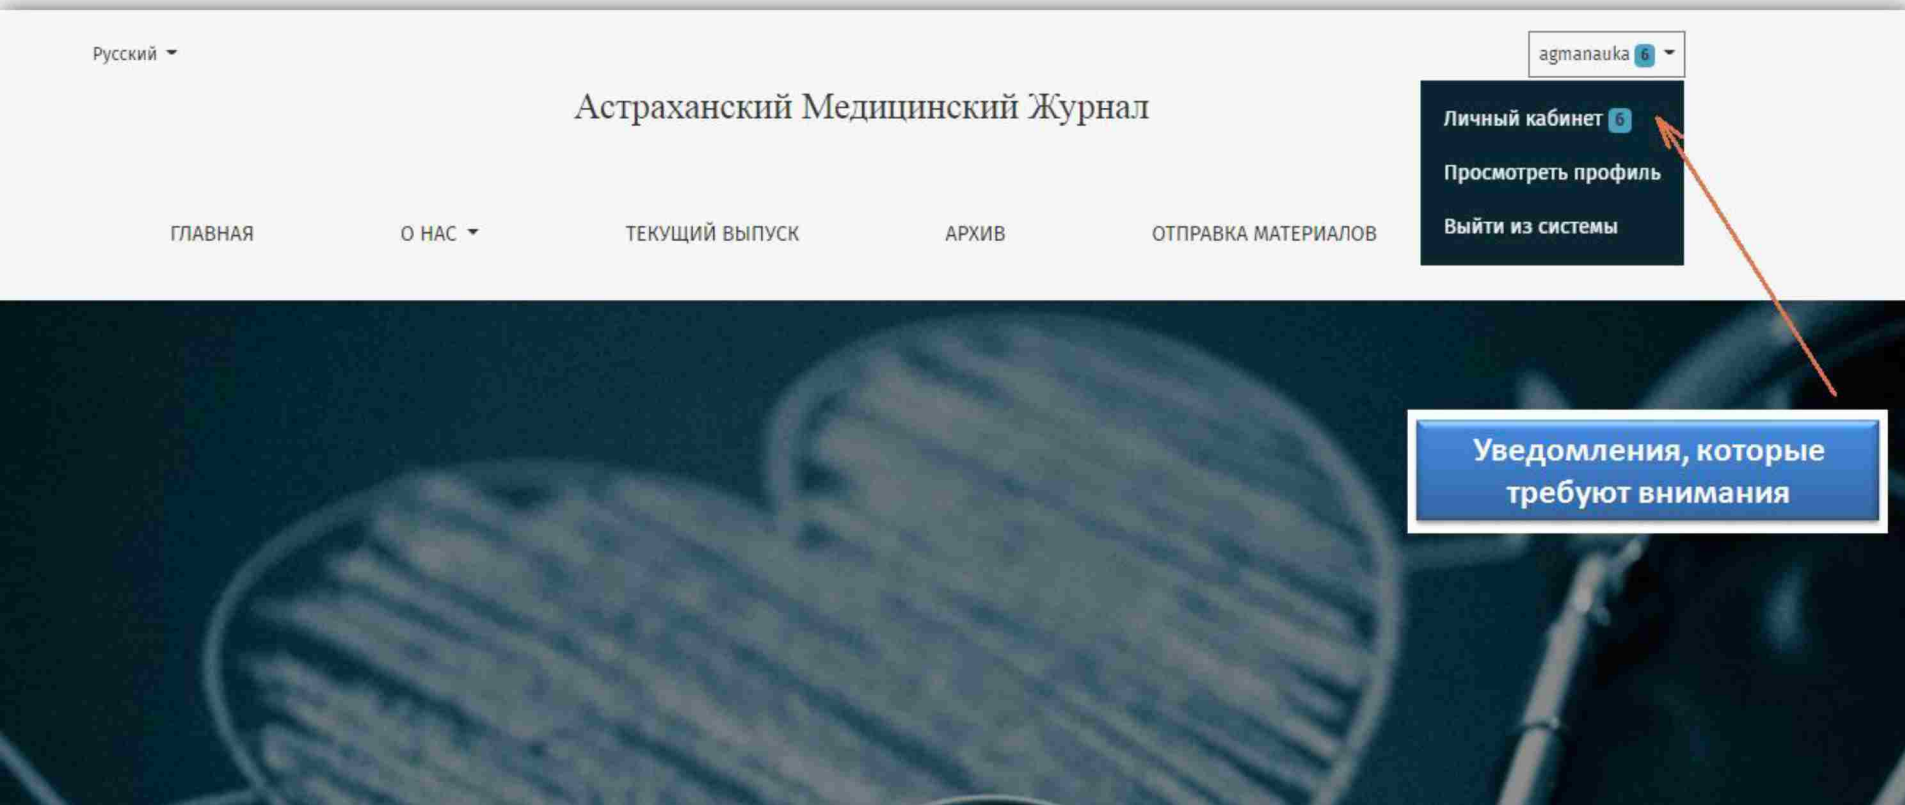 Русский
agmanauka 6
Астраханский Медицинский Журнал
Личный кабинет 6
Просмотреть профиль
Выйти из системы
ГЛАВНАЯ
О НАС
ТЕКУЩИЙ ВЫПУСК
АРХИВ
ОТПРАВКА МАТЕРИАЛОВ
Уведомления, которые
требуют внимания